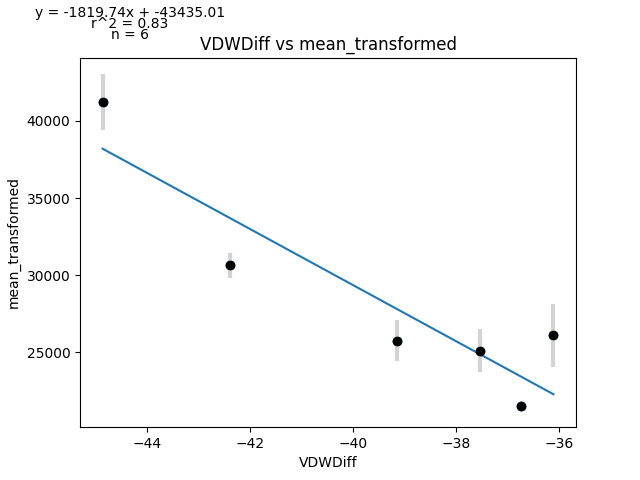 y = -1819.74x + -43435.01
r^2 = 0.83
n = 6
VDWDiff vs mean_transformed
mean_transformed
40000
35000
30000
25000
−44 −42 −40 −38 −36
VDWDiff